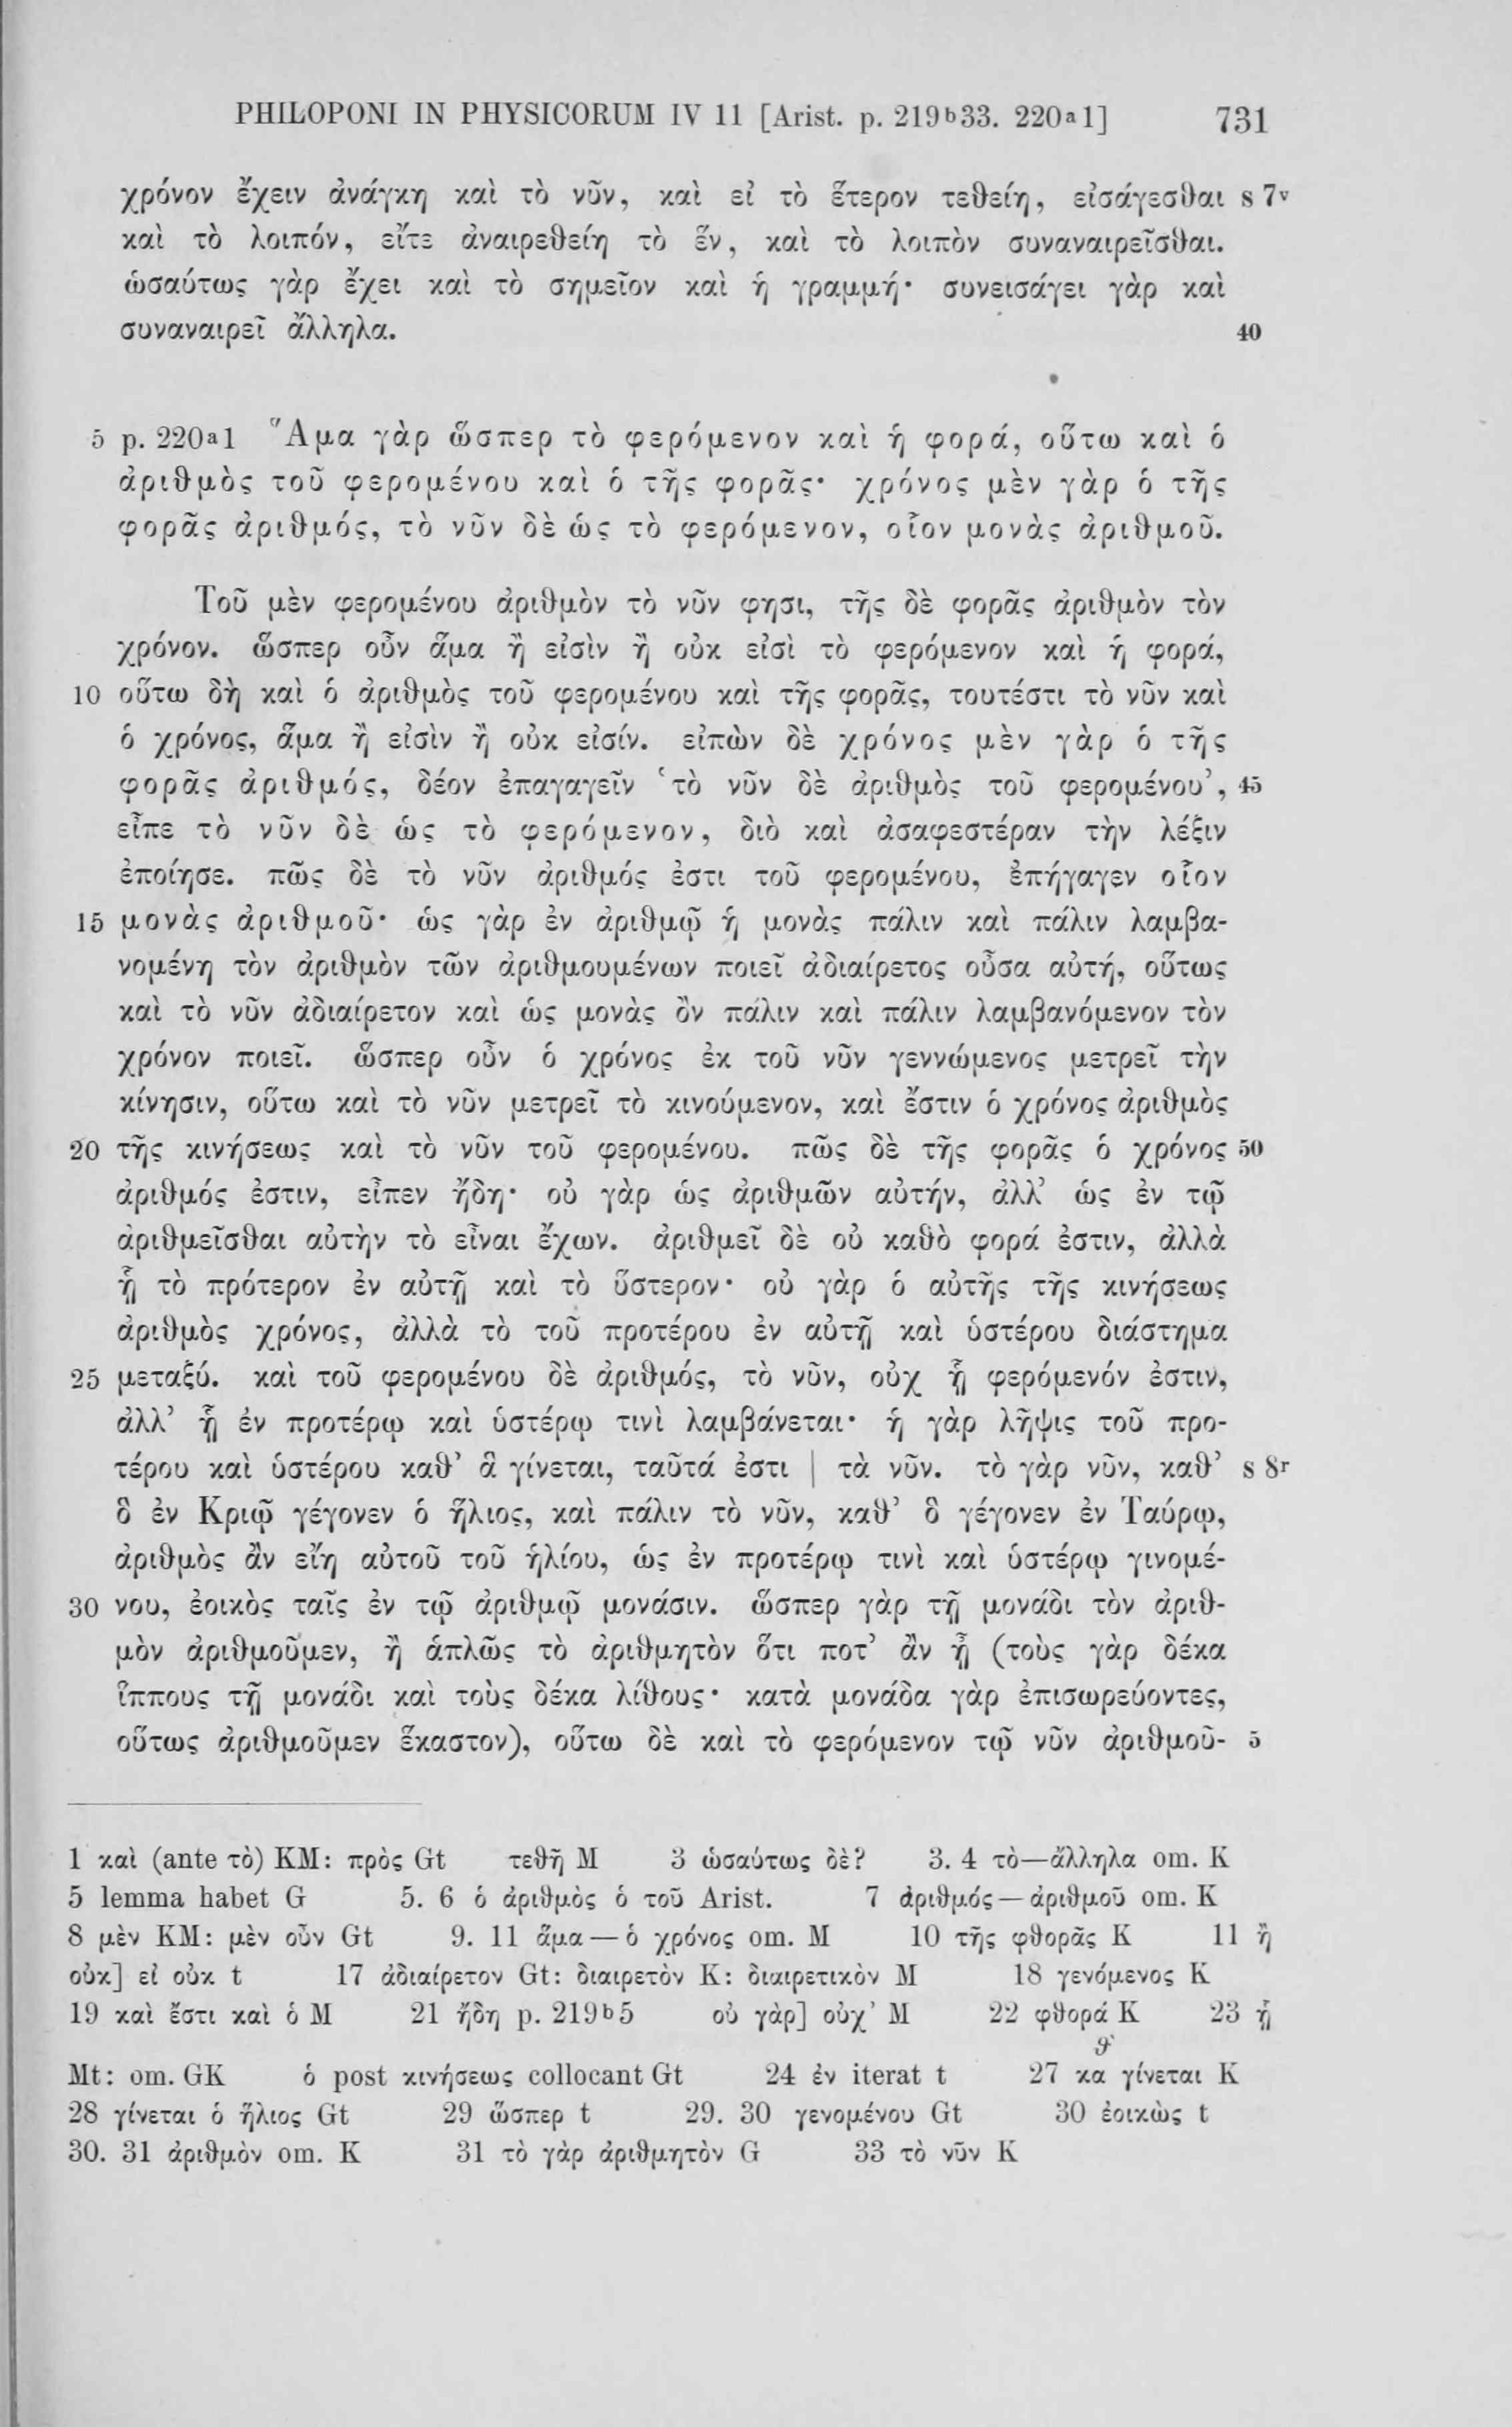 PHILOPONI IN PHYSICORUM IV 11 [Arist. p. 219b33. 220a1] 731
χρόνον ἔχειν ἀνάγκη καὶ τὸ νῦν, καὶ εἰ τὸ ἕτερον τεθείη, εἰσάγεσθαι s 7v
καὶ τὸ λοιπόν, εἴτε ἀναιρεθείη τὸ ἕν, καὶ τὸ λοιπὸν συναναιρεῖσθαι.
ὡσαύτως γὰρ ἔχει καὶ τὸ σημεῖον καὶ ἡ γραμμή· συνεισάγει γὰρ καὶ
συναναιρεῖ ἄλληλα. 40
5 p. 220a1 Ἅμα γὰρ ὥσπερ τὸ φερόμενον καὶ ἡ φορά, οὕτω καὶ ὁ
ἀριθμὸς τοῦ φερομένου καὶ ὁ τῆς φορᾶς· χρόνος μὲν γὰρ ὁ τῆς
φορᾶς ἀριθμός, τὸ νῦν δὲ ὡς τὸ φερόμενον, οἷον μονὰς ἀριθμοῦ.
Τοῦ μὲν φερομένου ἀριθμὸν τὸ νῦν φησι, τῆς δὲ φορᾶς ἀριθμὸν τὸν
χρόνον. ὥσπερ οὖν ἅμα ἢ εἰσὶν ἢ οὐκ εἰσὶ τὸ φερόμενον καὶ ἡ φορά,
10 οὕτω δὴ καὶ ὁ ἀριθμὸς τοῦ φερομένου καὶ τῆς φορᾶς, τουτέστι τὸ νῦν καὶ
ὁ χρόνος, ἅμα ἢ εἰσὶν ἢ οὐκ εἰσίν. εἰπὼν δὲ χρόνος μὲν γὰρ ὁ τῆς
φορᾶς ἀριθμός, δέον ἐπαγαγεῖν ‘τὸ νῦν δὲ ἀριθμὸς τοῦ φερομένου’, 45
εἶπε τὸ νῦν δὲ ὡς τὸ φερόμενον, διὸ καὶ ἀσαφεστέραν τὴν λέξιν
ἐποίησε. πῶς δὲ τὸ νῦν ἀριθμός ἐστι τοῦ φερομένου, ἐπήγαγεν οἷον
15 μονὰς ἀριθμοῦ· ὡς γὰρ ἐν ἀριθμῷ ἡ μονὰς πάλιν καὶ πάλιν λαμβα-
νομένη τὸν ἀριθμὸν τῶν ἀριθμουμένων ποιεῖ ἀδιαίρετος οὖσα αὐτή, οὕτως
καὶ τὸ νῦν ἀδιαίρετον καὶ ὡς μονὰς ὂν πάλιν καὶ πάλιν λαμβανόμενον τὸν
χρόνον ποιεῖ. ὥσπερ οὖν ὁ χρόνος ἐκ τοῦ νῦν γεννώμενος μετρεῖ τὴν
κίνησιν, οὕτω καὶ τὸ νῦν μετρεῖ τὸ κινούμενον, καὶ ἔστιν ὁ χρόνος ἀριθμὸς
20 τῆς κινήσεως καὶ τὸ νῦν τοῦ φερομένου. πῶς δὲ τῆς φορᾶς ὁ χρόνος 50
ἀριθμός ἐστιν, εἶπεν ἤδη· οὐ γὰρ ὡς ἀριθμῶν αὐτήν, ἀλλ’ ὡς ἐν τῷ
ἀριθμεῖσθαι αὐτὴν τὸ εἶναι ἔχων. ἀριθμεῖ δὲ οὐ καθὸ φορά ἐστιν, ἀλλὰ
ᾗ τὸ πρότερον ἐν αὐτῇ καὶ τὸ ὕστερον· οὐ γὰρ ὁ αὐτῆς τῆς κινήσεως
ἀριθμὸς χρόνος, ἀλλὰ τὸ τοῦ προτέρου ἐν αὐτῇ καὶ ὑστέρου διάστημα
25 μεταξύ. καὶ τοῦ φερομένου δὲ ἀριθμός, τὸ νῦν, οὐχ ᾗ φερόμενόν ἐστιν,
ἀλλ’ ᾗ ἐν προτέρῳ καὶ ὑστέρῳ τινὶ λαμβάνεται· ἡ γὰρ λῆψις τοῦ προ-
τέρου καὶ ὑστέρου καθ’ ἃ γίνεται, ταῦτά ἐστι | τὰ νῦν. τὸ γὰρ νῦν, καθ’ s 8r
ὃ ἐν Κριῷ γέγονεν ὁ ἥλιος, καὶ πάλιν τὸ νῦν, καθ’ ὃ γέγονεν ἐν Ταύρῳ,
ἀριθμὸς ἂν εἴη αὐτοῦ τοῦ ἡλίου, ὡς ἐν προτέρῳ τινὶ καὶ ὑστέρῳ γινομέ-
30 νου, ἐοικὸς ταῖς ἐν τῷ ἀριθμῷ μονάσιν. ὥσπερ γὰρ τῇ μονάδι τὸν ἀριθ-
μὸν ἀριθμοῦμεν, ἢ ἁπλῶς τὸ ἀριθμητὸν ὅτι ποτ’ ἂν ᾖ (τοὺς γὰρ δέκα
ἵππους τῇ μονάδι καὶ τοὺς δέκα λίθους· κατὰ μονάδα γὰρ ἐπισωρεύοντες,
οὕτως ἀριθμοῦμεν ἕκαστον), οὕτω δὲ καὶ τὸ φερόμενον τῷ νῦν ἀριθμοῦ- 5
1 καὶ (ante τὸ) KM: πρὸς Gt τεθῇ M 3 ὡσαύτως δὲ? 3. 4 τὸ—ἄλληλα om. K
5 lemma habet G 5. 6 ὁ ἀριθμὸς ὁ τοῦ Arist. 7 ἀριθμός—ἀριθμοῦ om. K
8 μὲν KM: μὲν οὖν Gt 9. 11 ἅμα—ὁ χρόνος om. M 10 τῆς φθορᾶς K 11 ἢ
οὐκ] εἰ οὐκ t 17 ἀδιαίρετον Gt: διαιρετὸν K: διαιρετικὸν M 18 γενόμενος K
19 καὶ ἔστι καὶ ὁ M 21 ἤδη p. 219b5 οὐ γὰρ] οὐχ’ M 22 φθορά K 23 ᾗ
Mt: om. GK ὁ post κινήσεως collocant Gt 24 ἐν iterat t 27 καθ γίνεται K
28 γίνεται ὁ ἥλιος Gt 29 ὥσπερ t 29. 30 γενομένου Gt 30 ἐοικὼς t
30. 31 ἀριθμὸν om. K 31 τὸ γὰρ ἀριθμητὸν G 33 τὸ νῦν K